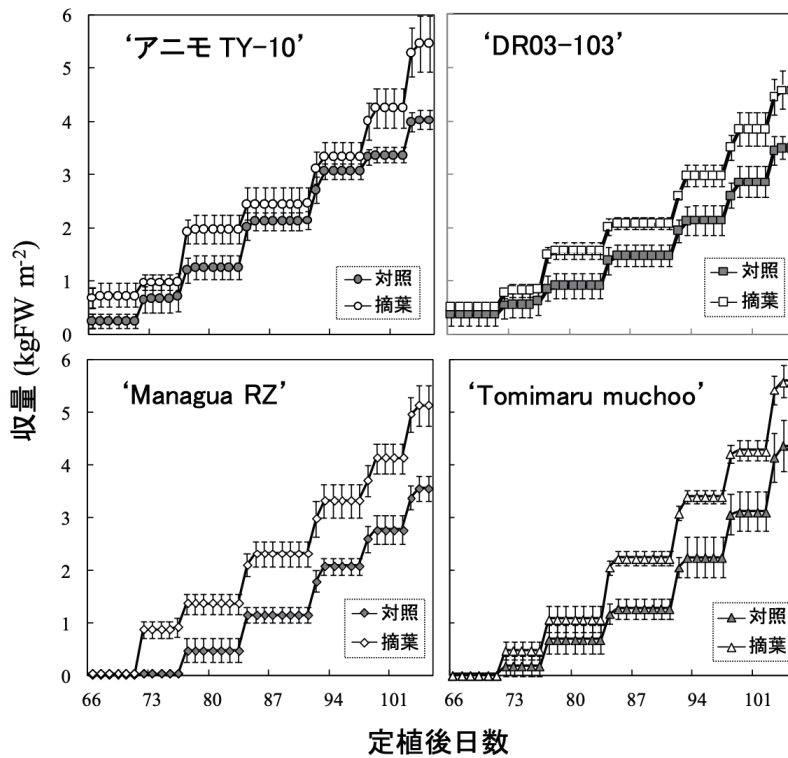 収量 (kgFW m⁻²)
6
5
4
3
2
1
0
'アニモ TY-10'
対照
摘葉
'DR03-103'
対照
摘葉
6
5
4
3
2
1
0
'Managua RZ'
対照
摘葉
'Tomimaru muchoo'
対照
摘葉
66 73 80 87 94 101
66 73 80 87 94 101
定植後日数